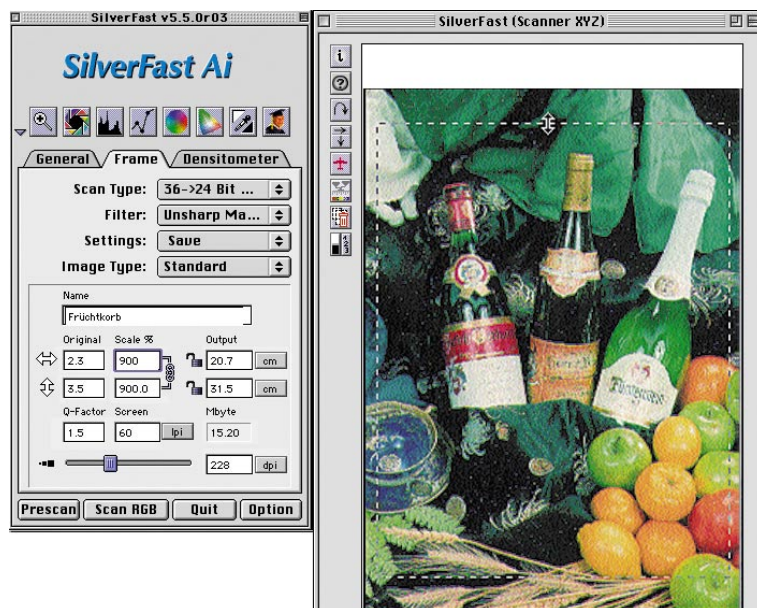 SilverFast v5.5.0r03
SilverFast Ai
General Frame Densitometer
Scan Type: 36->24 Bit ...
Filter: Unsharp Ma...
Settings: Save
Image Type: Standard
Name
Früchtkorb
Original Scale % Output
2.3 900 20.7 cm
3.5 900.0 31.5 cm
Q-Factor Screen Mbyte
1.5 60 lpi 15.20
228 dpi
Prescan Scan RGB Quit Option
SilverFast (Scanner XYZ)
i
?
1
2
3